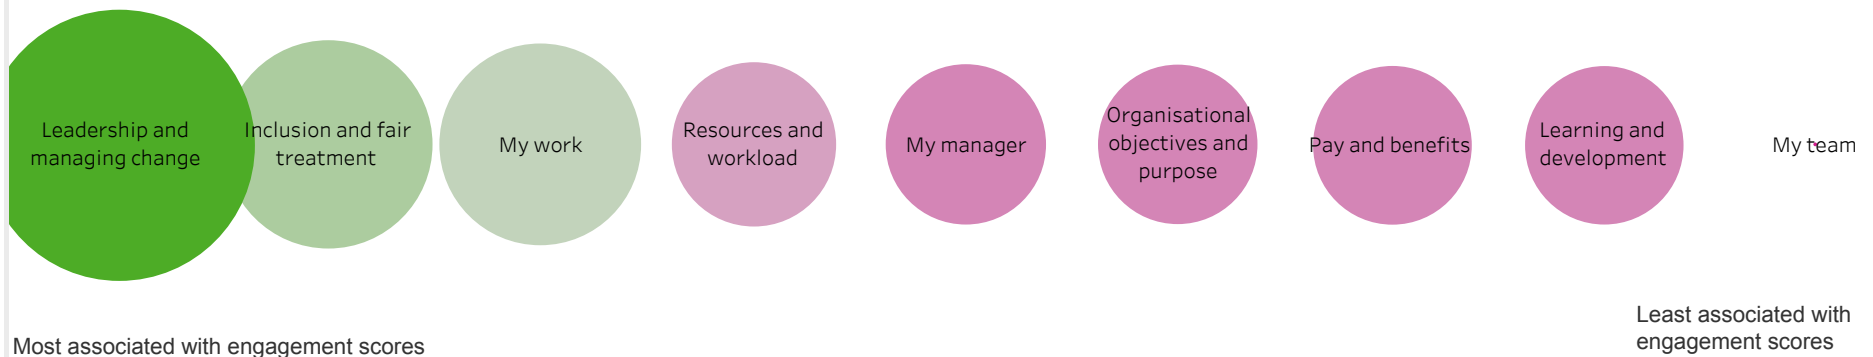 Leadership and
managing change
Inclusion and fair
treatment
My work
Resources and
workload
My manager
Organisational
objectives and
purpose
Pay and benefits
Learning and
development
My team
Most associated with engagement scores
Least associated with
engagement scores